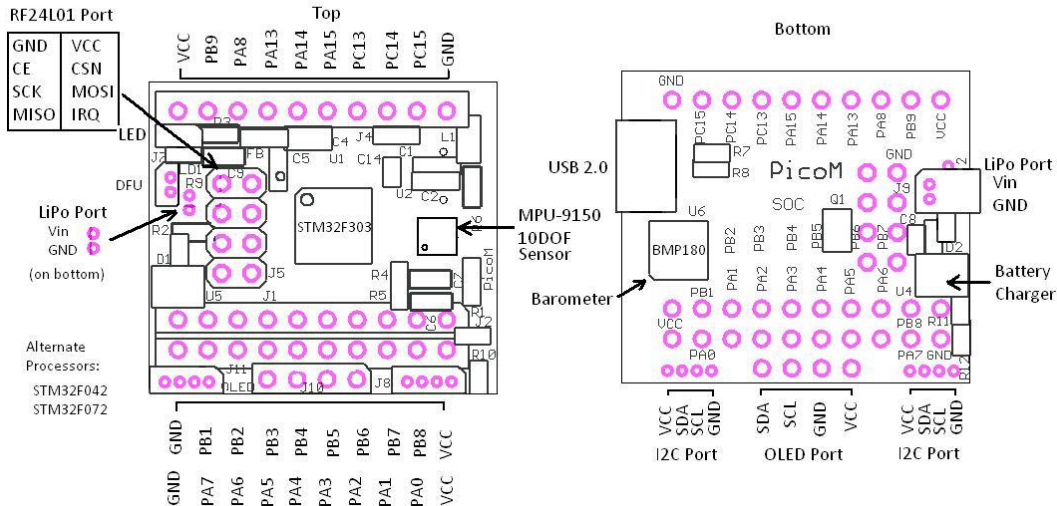 RF24L01 Port
GND VCC
CE CSN
SCK MOSI
MISO IRQ
Top
VCC PB9 PA8 PA13 PA14 PA15 PC13 PC14 PC15 GND
LED
R3
C4
J4
L1
J7
LD1
FB
C5
U1
C1
C14
C9
U2
C2
DFU
R9
R6
STM32F303
MPU-9150
10DOF
Sensor
LiPo Port
Vin
GND
(on bottom)
R2
D1
J5
R4
C7
PicoM
U5
J1
R5
C6
R1
J2
R10
Alternate
Processors:
STM32F042
STM32F072
J11
OLED
J10
J8
GND PB1 PB2 PB3 PB4 PB5 PB6 PB7 PB8 VCC
GND PA7 PA6 PA5 PA4 PA3 PA2 PA1 PA0 VCC
Bottom
GND
PC15 PC14 PC13 PA15 PA14 PA13 PA8 PB9 VCC
USB 2.0
R7
R8
PicoM
GND
J9
LiPo Port
Vin
GND
SOC
Q1
U6
BMP180
C8
D2
PB2 PB3 PB4 PB5 PB6 PB7
Barometer
PB1
PA1 PA2 PA3 PA4 PA5 PA6
U4
Battery
Charger
VCC
PB8
R11
PA0
PA7
GND
R12
VCC SDA SCL GND
I2C Port
SDA SCL GND VCC
OLED Port
VCC SDA SCL GND
I2C Port